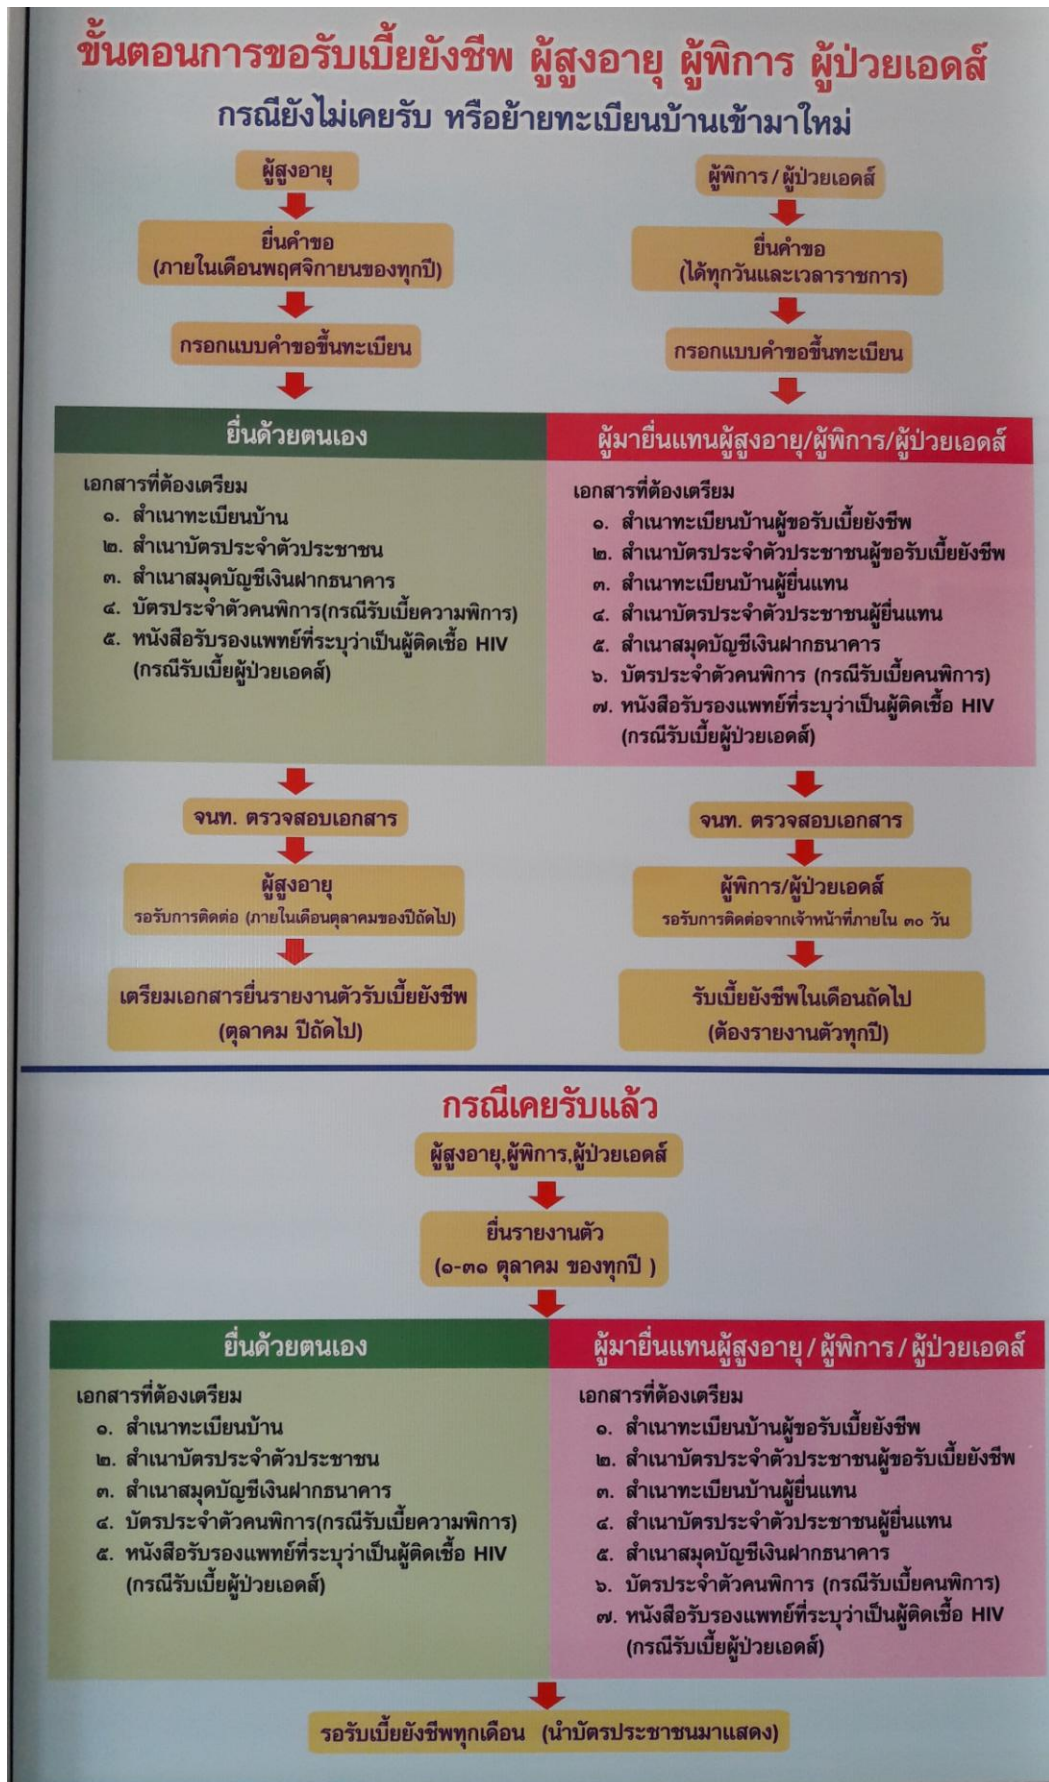 ขั้นตอนการขอรับเบี้ยยังชีพ ผู้สูงอายุ ผู้พิการ ผู้ป่วยเอดส์
กรณียังไม่เคยรับ หรือย้ายทะเบียนบ้านเข้ามาใหม่
ผู้สูงอายุ
ยื่นคำขอ
(ภายในเดือนพฤศจิกายนของทุกปี)
กรอกแบบคำขอขึ้นทะเบียน
ผู้พิการ/ผู้ป่วยเอดส์
ยื่นคำขอ
(ได้ทุกวันและเวลาราชการ)
กรอกแบบคำขอขึ้นทะเบียน
ยื่นด้วยตนเอง
เอกสารที่ต้องเตรียม
๑. สำเนาทะเบียนบ้าน
๒. สำเนาบัตรประจำตัวประชาชน
๓. สำเนาสมุดบัญชีเงินฝากธนาคาร
๔. บัตรประจำตัวคนพิการ(กรณีรับเบี้ยความพิการ)
๕. หนังสือรับรองแพทย์ที่ระบุว่าเป็นผู้ติดเชื้อ HIV
(กรณีรับเบี้ยผู้ป่วยเอดส์)
ผู้มายื่นแทนผู้สูงอายุ/ผู้พิการ/ผู้ป่วยเอดส์
เอกสารที่ต้องเตรียม
๑. สำเนาทะเบียนบ้านผู้ขอรับเบี้ยยังชีพ
๒. สำเนาบัตรประจำตัวประชาชนผู้ขอรับเบี้ยยังชีพ
๓. สำเนาทะเบียนบ้านผู้ยื่นแทน
๔. สำเนาบัตรประจำตัวประชาชนผู้ยื่นแทน
๕. สำเนาสมุดบัญชีเงินฝากธนาคาร
๖. บัตรประจำตัวคนพิการ (กรณีรับเบี้ยคนพิการ)
๗. หนังสือรับรองแพทย์ที่ระบุว่าเป็นผู้ติดเชื้อ HIV
(กรณีรับเบี้ยผู้ป่วยเอดส์)
จนท. ตรวจสอบเอกสาร
ผู้สูงอายุ
รอรับการติดต่อ (ภายในเดือนตุลาคมของปีถัดไป)
เตรียมเอกสารยื่นรายงานตัวรับเบี้ยยังชีพ
(ตุลาคม ปีถัดไป)
จนท. ตรวจสอบเอกสาร
ผู้พิการ/ผู้ป่วยเอดส์
รอรับการติดต่อจากเจ้าหน้าที่ภายใน ๓๐ วัน
รับเบี้ยยังชีพในเดือนถัดไป
(ต้องรายงานตัวทุกปี)
กรณีเคยรับแล้ว
ผู้สูงอายุ,ผู้พิการ,ผู้ป่วยเอดส์
ยื่นรายงานตัว
(๑-๓๑ ตุลาคม ของทุกปี )
ยื่นด้วยตนเอง
เอกสารที่ต้องเตรียม
๑. สำเนาทะเบียนบ้าน
๒. สำเนาบัตรประจำตัวประชาชน
๓. สำเนาสมุดบัญชีเงินฝากธนาคาร
๔. บัตรประจำตัวคนพิการ(กรณีรับเบี้ยความพิการ)
๕. หนังสือรับรองแพทย์ที่ระบุว่าเป็นผู้ติดเชื้อ HIV
(กรณีรับเบี้ยผู้ป่วยเอดส์)
ผู้มายื่นแทนผู้สูงอายุ/ผู้พิการ/ผู้ป่วยเอดส์
เอกสารที่ต้องเตรียม
๑. สำเนาทะเบียนบ้านผู้ขอรับเบี้ยยังชีพ
๒. สำเนาบัตรประจำตัวประชาชนผู้ขอรับเบี้ยยังชีพ
๓. สำเนาทะเบียนบ้านผู้ยื่นแทน
๔. สำเนาบัตรประจำตัวประชาชนผู้ยื่นแทน
๕. สำเนาสมุดบัญชีเงินฝากธนาคาร
๖. บัตรประจำตัวคนพิการ (กรณีรับเบี้ยคนพิการ)
๗. หนังสือรับรองแพทย์ที่ระบุว่าเป็นผู้ติดเชื้อ HIV
(กรณีรับเบี้ยผู้ป่วยเอดส์)
รอรับเบี้ยยังชีพทุกเดือน (นำบัตรประชาชนมาแสดง)